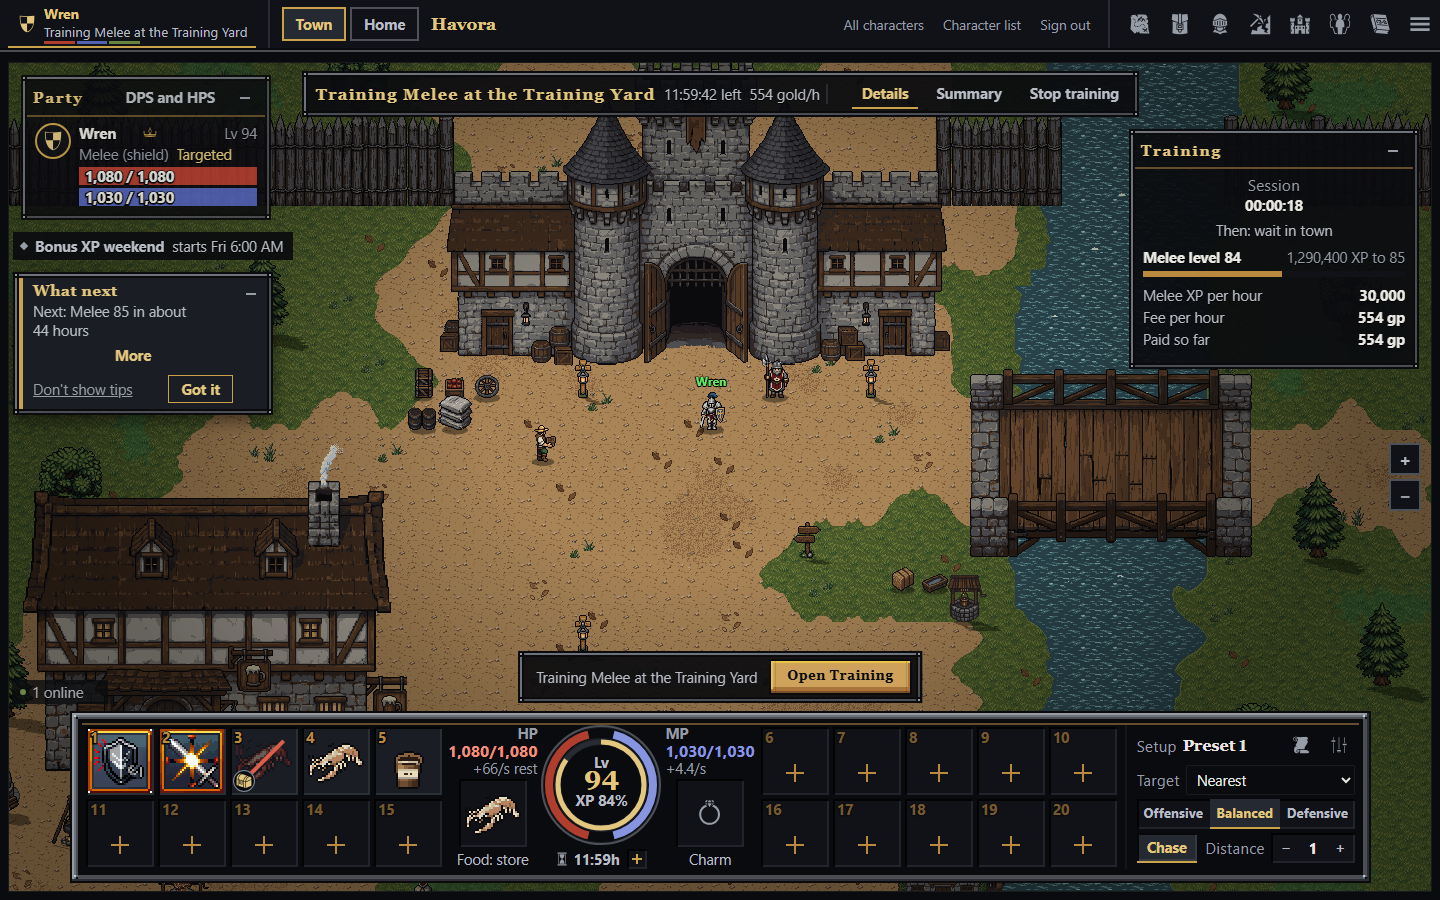 Wren
Training Melee at the Training Yard
Town
Home
Havora
All characters
Character list
Sign out
Party
DPS and HPS
Wren
Lv 94
Melee (shield) Targeted
1,080 / 1,080
1,030 / 1,030
Training Melee at the Training Yard 11:59:42 left 554 gold/h
Details
Summary
Stop training
Training
Session
00:00:18
Then: wait in town
Melee level 84 1,290,400 XP to 85
Melee XP per hour 30,000
Fee per hour 554 gp
Paid so far 554 gp
Bonus XP weekend starts Fri 6:00 AM
What next
Next: Melee 85 in about
44 hours
More
Don't show tips
Got it
Wren
+
−
1 online
Training Melee at the Training Yard
Open Training
1
2
3
4
5
HP
1,080/1,080
+66/s rest
Food: store
Lv
94
XP 84%
11:59h +
MP
1,030/1,030
+4.4/s
Charm
6
7
8
9
10
11
12
13
14
15
16
17
18
19
20
Setup Preset 1
Target Nearest
Offensive Balanced Defensive
Chase Distance − 1 +